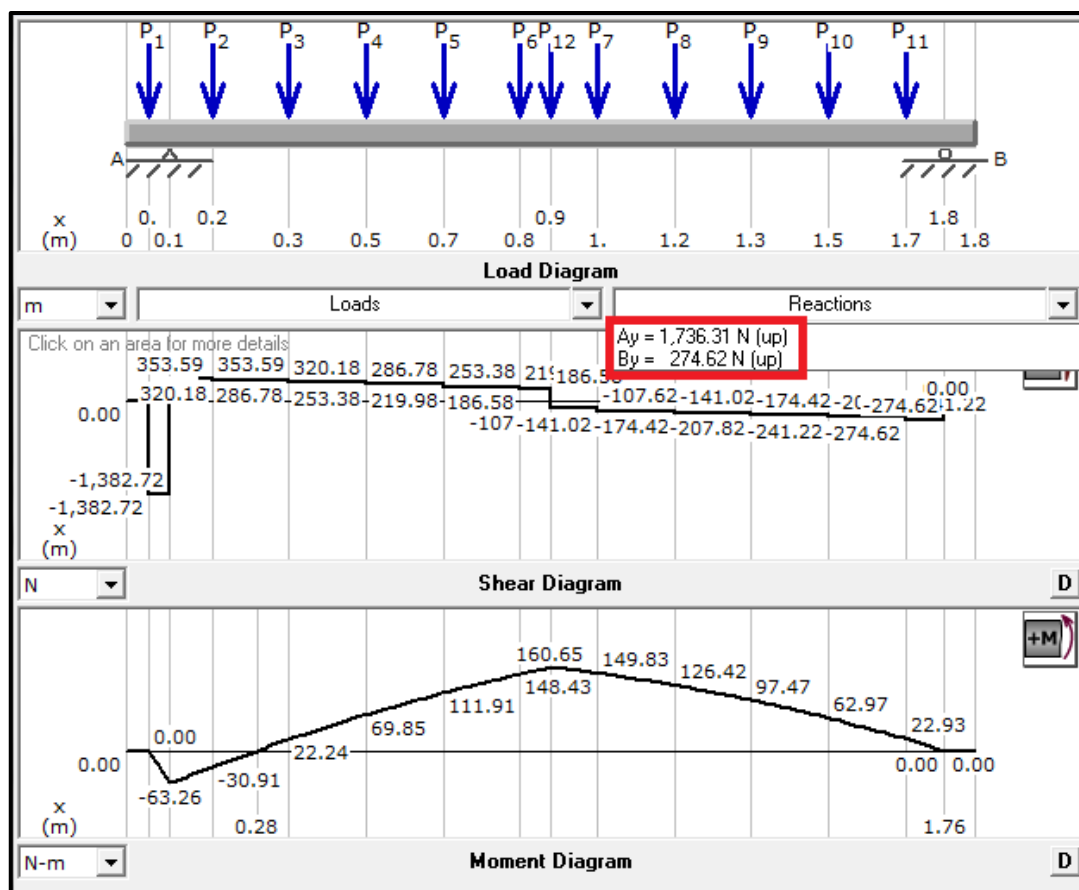 P1 P2 P3 P4 P5 P6 P12 P7 P8 P9 P10 P11
A B
x 0. 0.2 0.9 1.8
(m) 0 0.1 0.3 0.5 0.7 0.8 1. 1.2 1.3 1.5 1.7 1.8
Load Diagram
m Loads Reactions
Ay = 1,736.31 N (up)
By = 274.62 N (up)
Click on an area for more details
353.59 353.59 320.18 286.78 253.38 186.58 0.00
0.00 320.18 286.78 253.38 219.98 186.58 -107.62 -141.02 -174.42 -274.62
-107 -141.02 -174.42 -207.82 -241.22 -274.62
-1,382.72
-1,382.72
x
(m)
N Shear Diagram D
+M
160.65 149.83 126.42 97.47 62.97 22.93
0.00 111.91 148.43
69.85
0.00 22.24 0.00 0.00
-30.91
-63.26
x
(m) 0.28 1.76
N-m Moment Diagram D